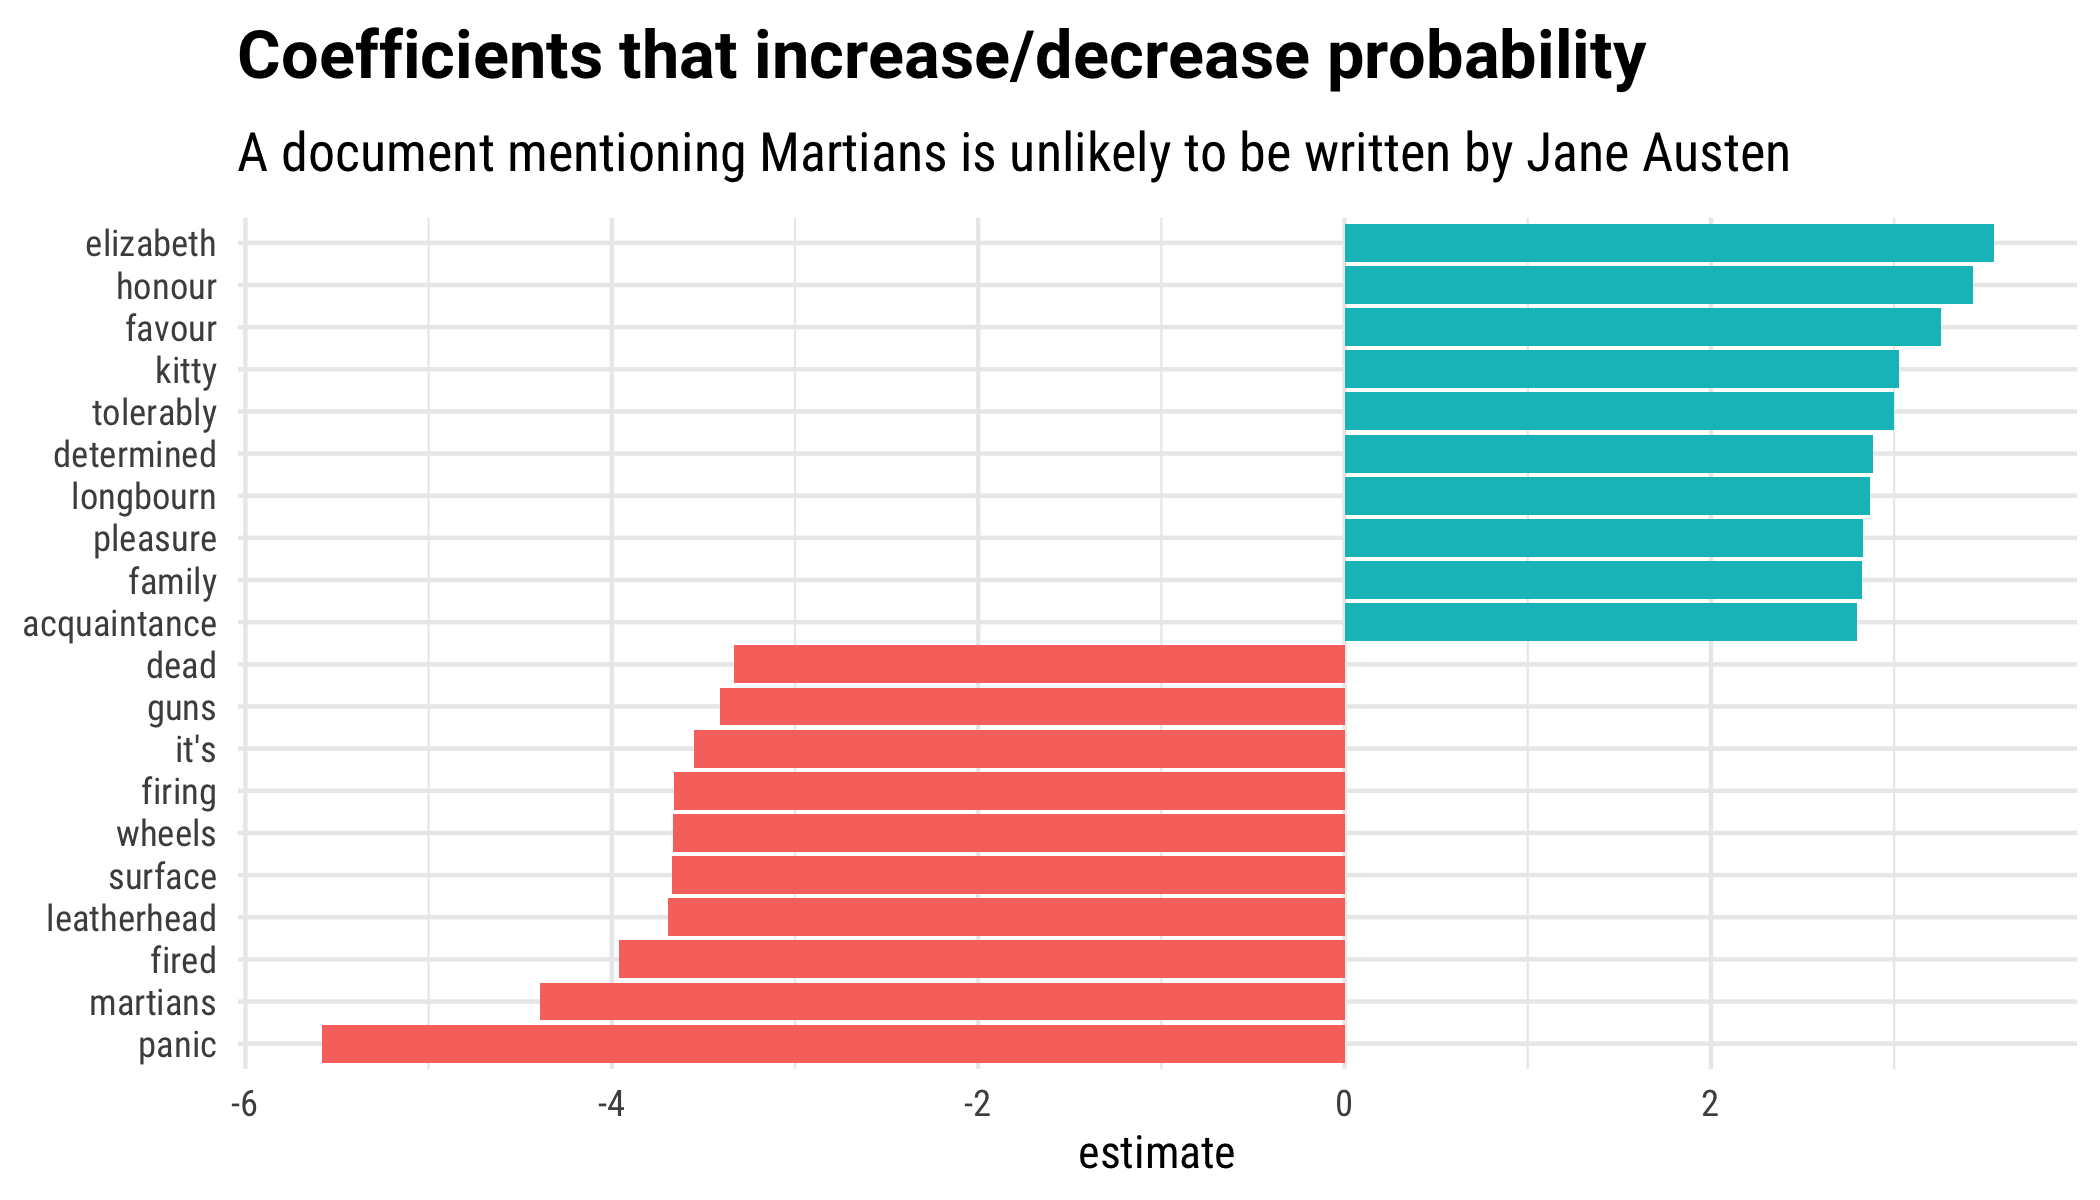 Coefficients that increase/decrease probability
A document mentioning Martians is unlikely to be written by Jane Austen
elizabeth
honour
favour
kitty
tolerably
determined
longbourn
pleasure
family
acquaintance
dead
guns
it's
firing
wheels
surface
leatherhead
fired
martians
panic
-6 -4 -2 0 2
estimate